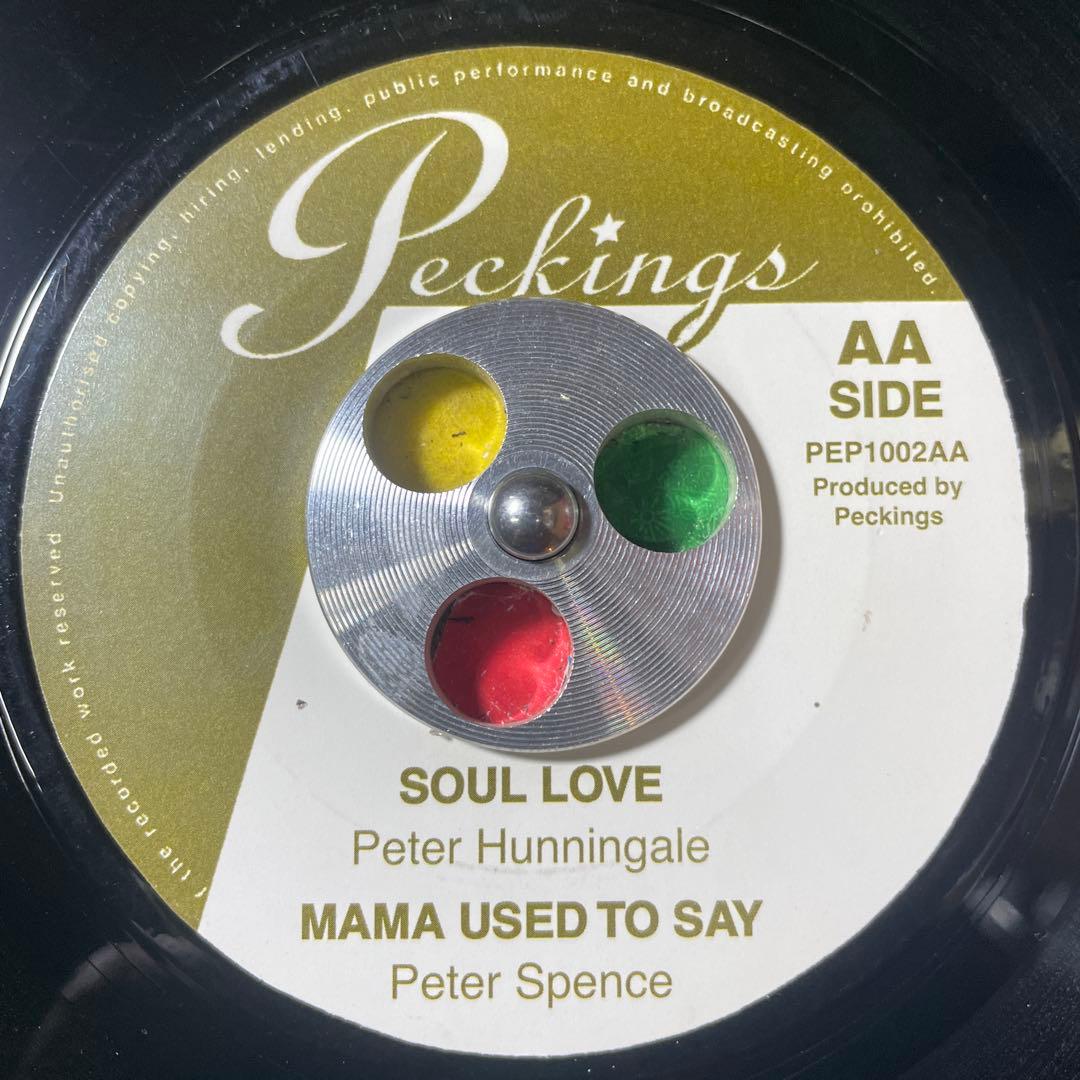 f the recorded work reserved Unauthorised copying, hiring, lending, public performance and broadcasting prohibited.
Peckings
AA
SIDE
PEP1002AA
Produced by
Peckings
SOUL LOVE
Peter Hunningale
MAMA USED TO SAY
Peter Spence